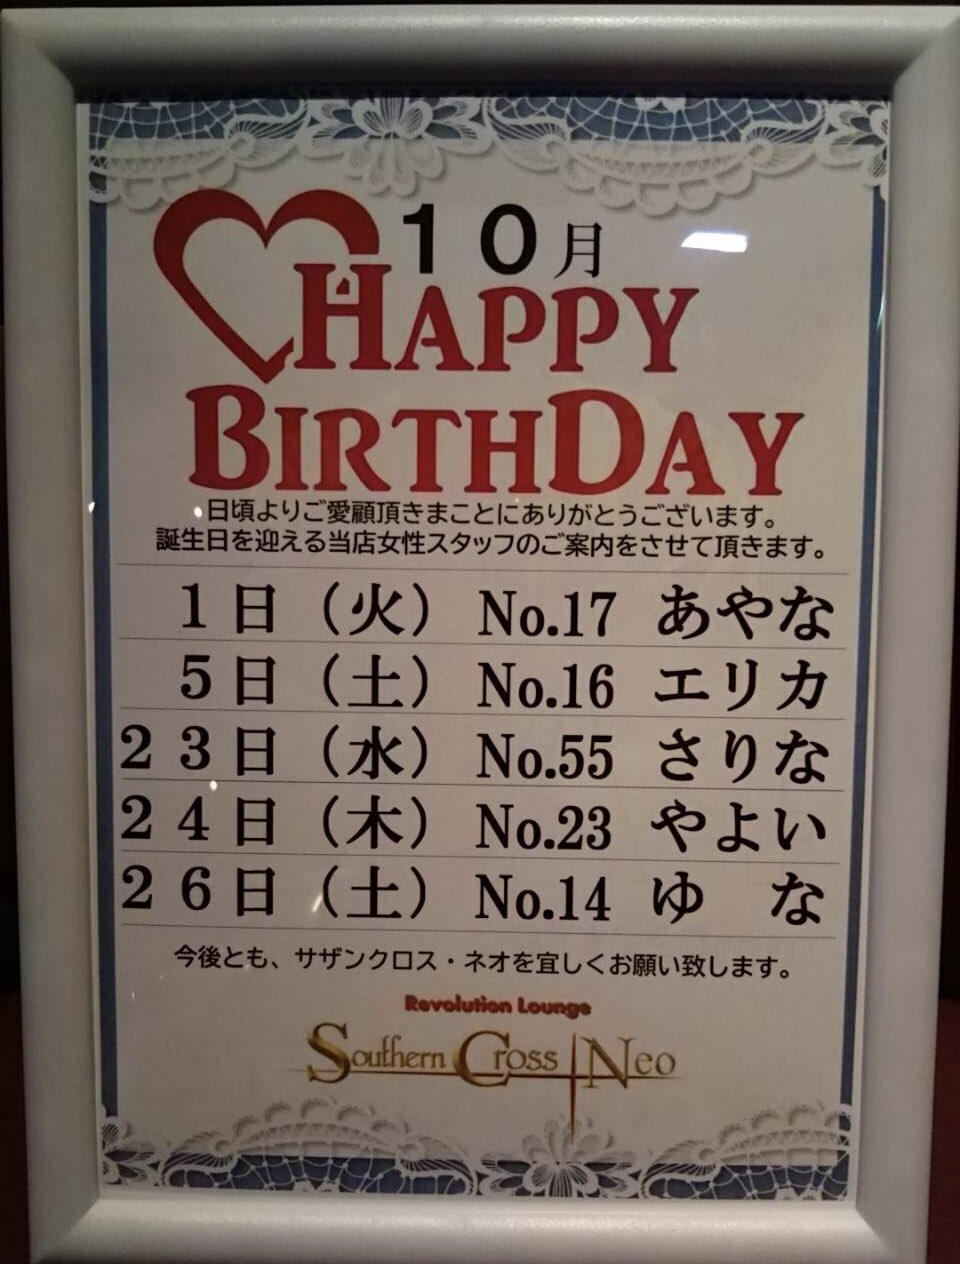 10月
HAPPY
BIRTHDAY
日頃よりご愛顧頂きまことにありがとうございます。
誕生日を迎える当店女性スタッフのご案内をさせて頂きます。
1日（火） No.17 あやな
5日（土） No.16 エリカ
23日（水） No.55 さりな
24日（木） No.23 やよい
26日（土） No.14 ゆ　な
今後とも、サザンクロス・ネオを宜しくお願い致します。
Revolution Lounge
Southern Cross Neo